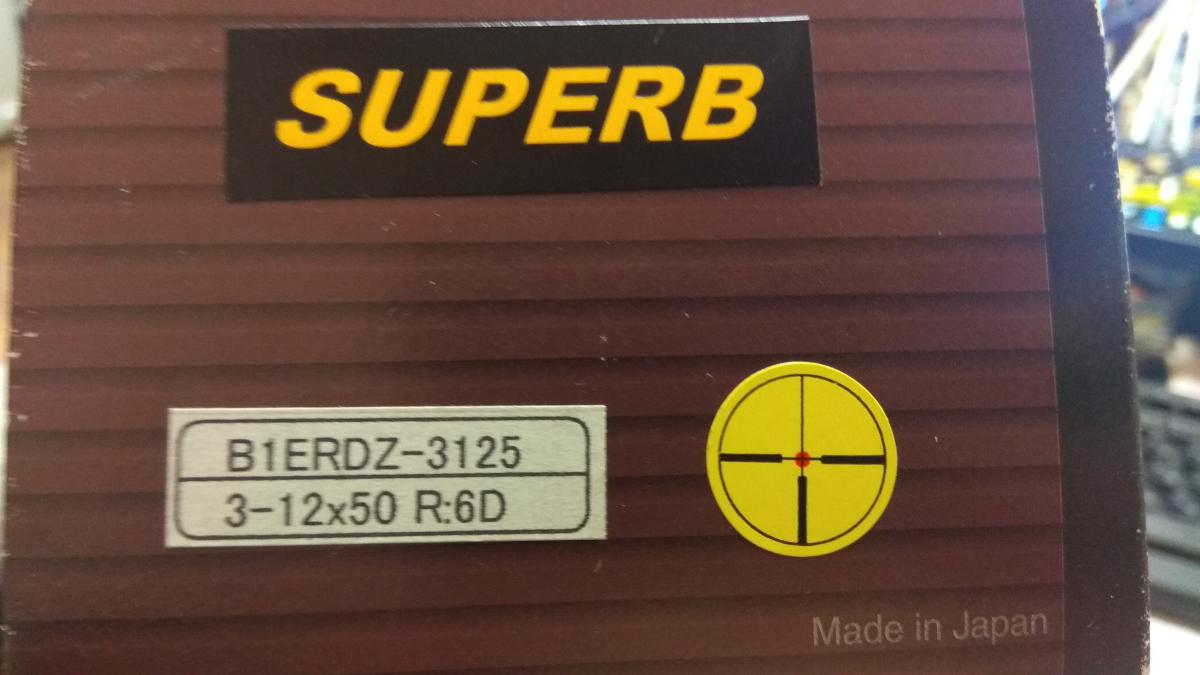 SUPERB
B1ERDZ-3125
3-12x50 R:6D
Made in Japan